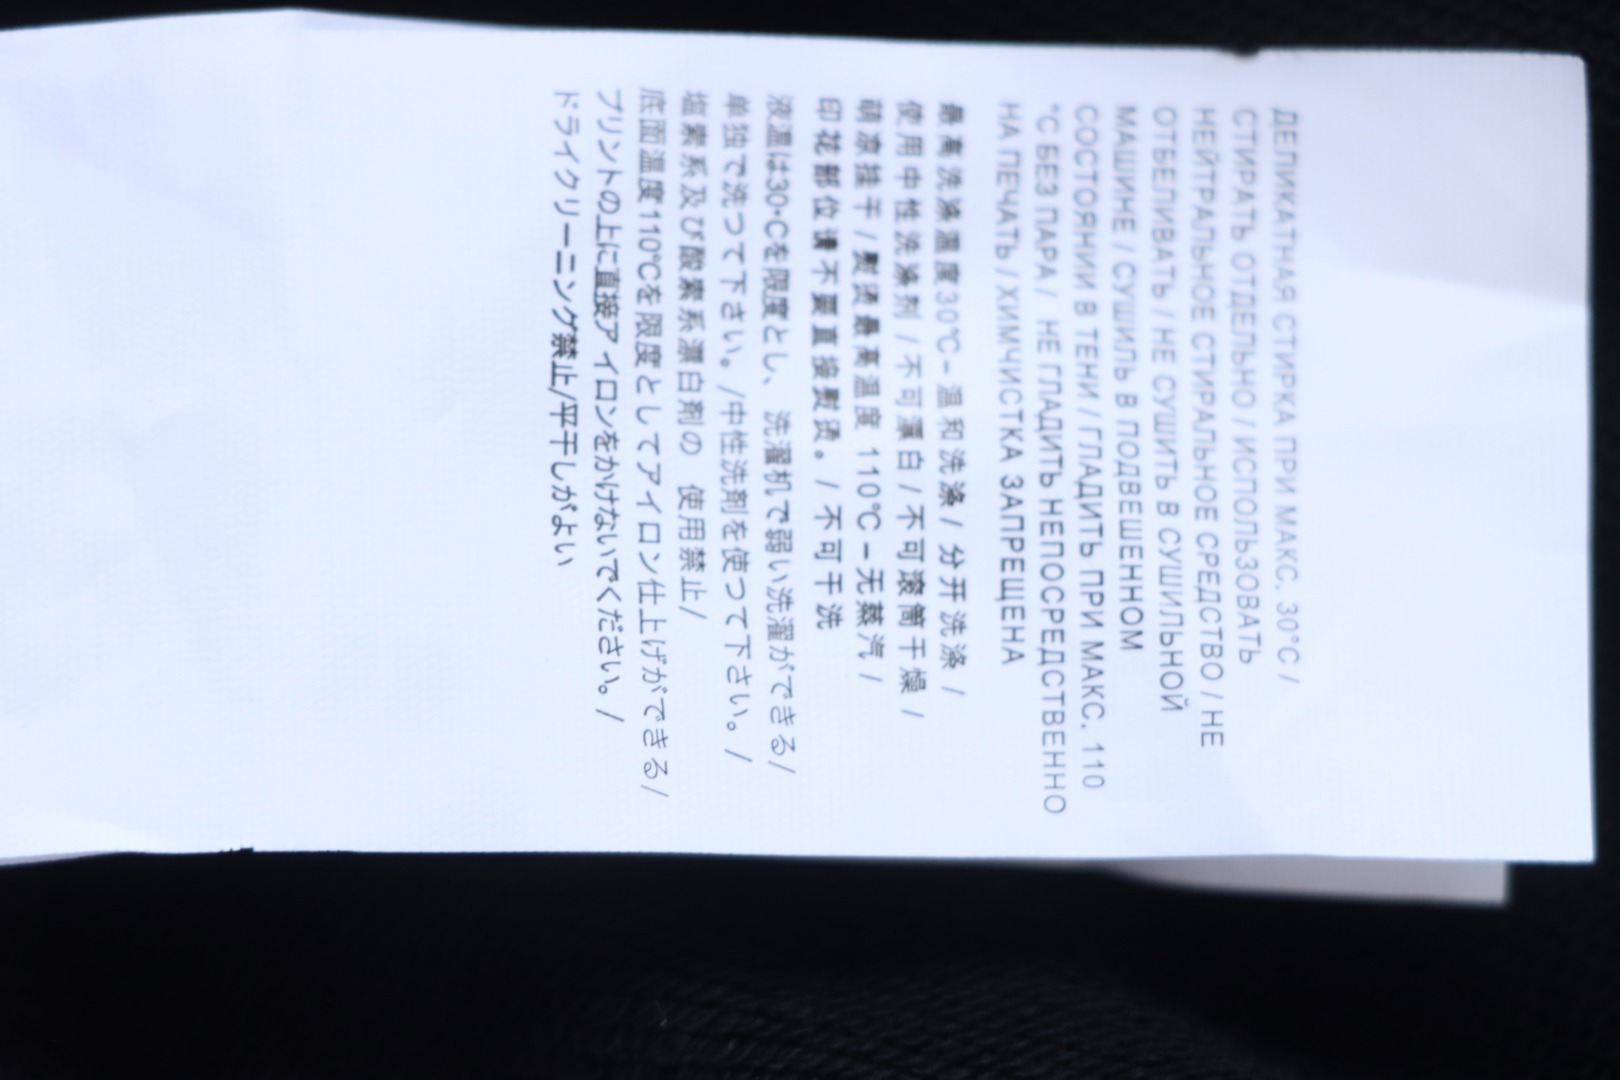 ДЕЛИКАТНАЯ СТИРКА ПРИ МАКС. 30°C /
СТИРАТЬ ОТДЕЛЬНО / ИСПОЛЬЗОВАТЬ
НЕЙТРАЛЬНОЕ СТИРАЛЬНОЕ СРЕДСТВО / НЕ
ОТБЕЛИВАТЬ / НЕ СУШИТЬ В СУШИЛЬНОЙ
МАШИНЕ / СУШИЛЬ В ПОДВЕШЕННОМ
СОСТОЯНИИ В ТЕНИ / ГЛАДИТЬ ПРИ МАКС. 110
°C БЕЗ ПАРА / НЕ ГЛАДИТЬ НЕПОСРЕДСТВЕННО
НА ПЕЧАТЬ / ХИМЧИСТКА ЗАПРЕЩЕНА
最高洗涤温度30℃- 温和洗涤 / 分开洗涤 /
使用中性洗涤剂 / 不可漂白 / 不可滚筒干燥 /
荫凉挂干 / 熨烫最高温度 110℃ – 无蒸汽 /
印花部位请不要直接熨烫。/ 不可干洗
液温は30°Cを限度とし、洗濯机で弱い洗濯ができる/
単独で洗つて下さい。/中性洗剤を使つて下さい。/
塩素系及び酸素系漂白剤の 使用禁止/
底面温度110℃を限度としてアイロン仕上げができる/
プリントの上に直接アイロンをかけないでください。/
ドライクリーニング禁止/平干しがよい